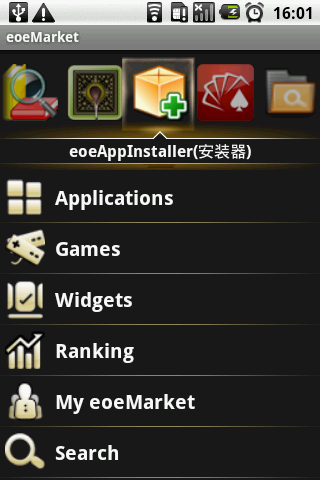 16:01
eoeMarket
eoeAppInstaller(安装器)
Applications
Games
Widgets
Ranking
My eoeMarket
Search